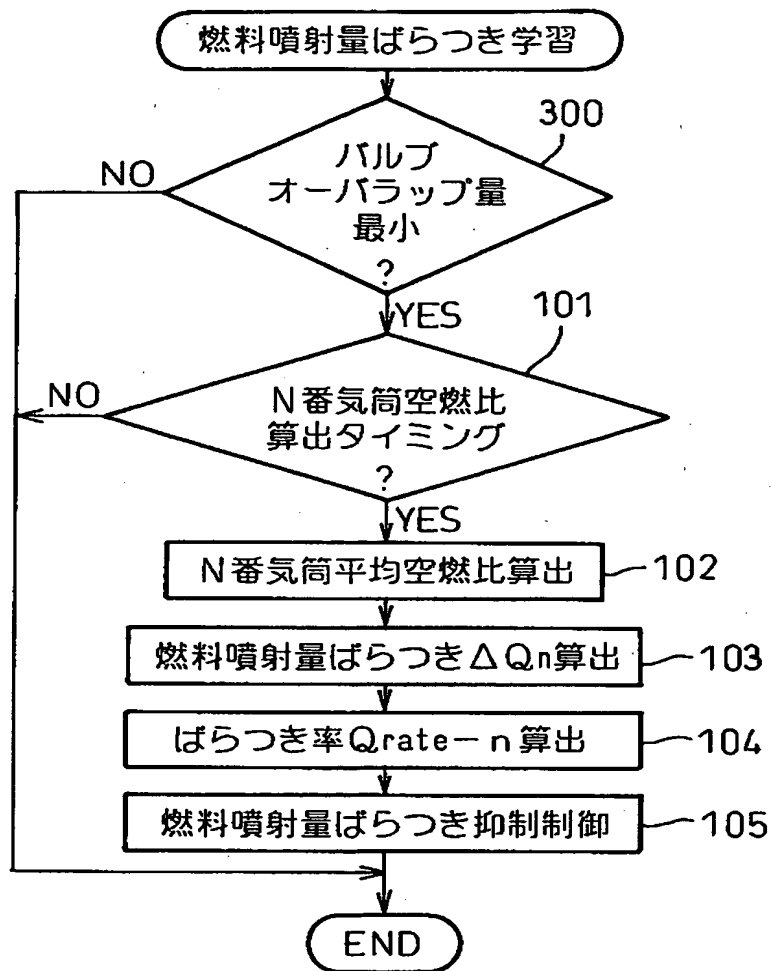 燃料噴射量ばらつき学習
300
バルブ
オーバラップ量
最小
?
NO
YES
101
N番気筒空燃比
算出タイミング
?
NO
YES
N番気筒平均空燃比算出
102
燃料噴射量ばらつき△Qn算出
103
ばらつき率Qrate－n算出
104
燃料噴射量ばらつき抑制制御
105
END